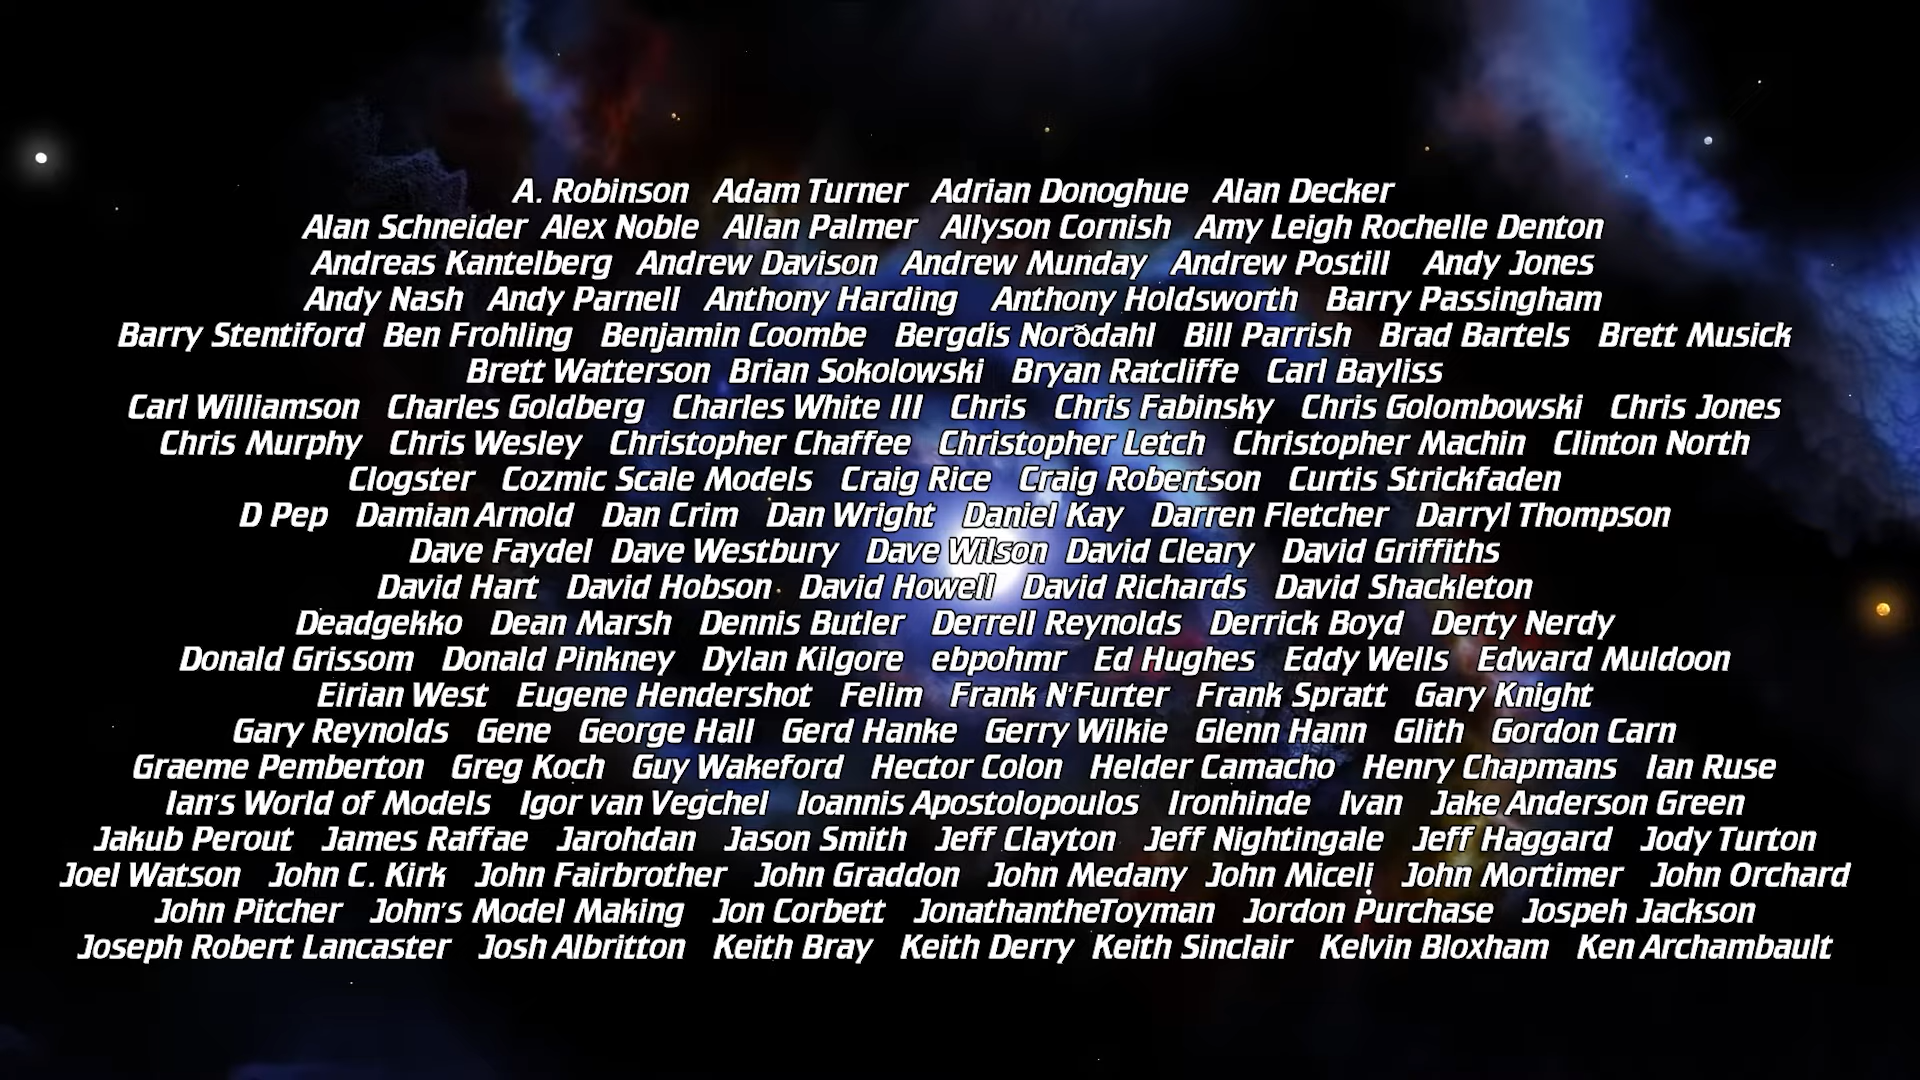 A. Robinson Adam Turner Adrian Donoghue Alan Decker
Alan Schneider Alex Noble Allan Palmer Allyson Cornish Amy Leigh Rochelle Denton
Andreas Kantelberg Andrew Davison Andrew Munday Andrew Postill Andy Jones
Andy Nash Andy Parnell Anthony Harding Anthony Holdsworth Barry Passingham
Barry Stentiford Ben Frohling Benjamin Coombe Bergdís Norðdahl Bill Parrish Brad Bartels Brett Musick
Brett Watterson Brian Sokolowski Bryan Ratcliffe Carl Bayliss
Carl Williamson Charles Goldberg Charles White III Chris Chris Fabinsky Chris Golombowski Chris Jones
Chris Murphy Chris Wesley Christopher Chaffee Christopher Letch Christopher Machin Clinton North
Clogster Cozmic Scale Models Craig Rice Craig Robertson Curtis Strickfaden
D Pep Damian Arnold Dan Crim Dan Wright Daniel Kay Darren Fletcher Darryl Thompson
Dave Faydel Dave Westbury Dave Wilson David Cleary David Griffiths
David Hart David Hobson David Howell David Richards David Shackleton
Deadgekko Dean Marsh Dennis Butler Derrell Reynolds Derrick Boyd Derty Nerdy
Donald Grissom Donald Pinkney Dylan Kilgore ebpohmr Ed Hughes Eddy Wells Edward Muldoon
Eirian West Eugene Hendershot Felim Frank N'Furter Frank Spratt Gary Knight
Gary Reynolds Gene George Hall Gerd Hanke Gerry Wilkie Glenn Hann Glith Gordon Carn
Graeme Pemberton Greg Koch Guy Wakeford Hector Colon Helder Camacho Henry Chapmans Ian Ruse
Ian's World of Models Igor van Vegchel Ioannis Apostolopoulos Ironhinde Ivan Jake Anderson Green
Jakub Perout James Raffae Jarohdan Jason Smith Jeff Clayton Jeff Nightingale Jeff Haggard Jody Turton
Joel Watson John C. Kirk John Fairbrother John Graddon John Medany John Miceli John Mortimer John Orchard
John Pitcher John's Model Making Jon Corbett JonathantheToyman Jordon Purchase Jospeh Jackson
Joseph Robert Lancaster Josh Albritton Keith Bray Keith Derry Keith Sinclair Kelvin Bloxham Ken Archambault